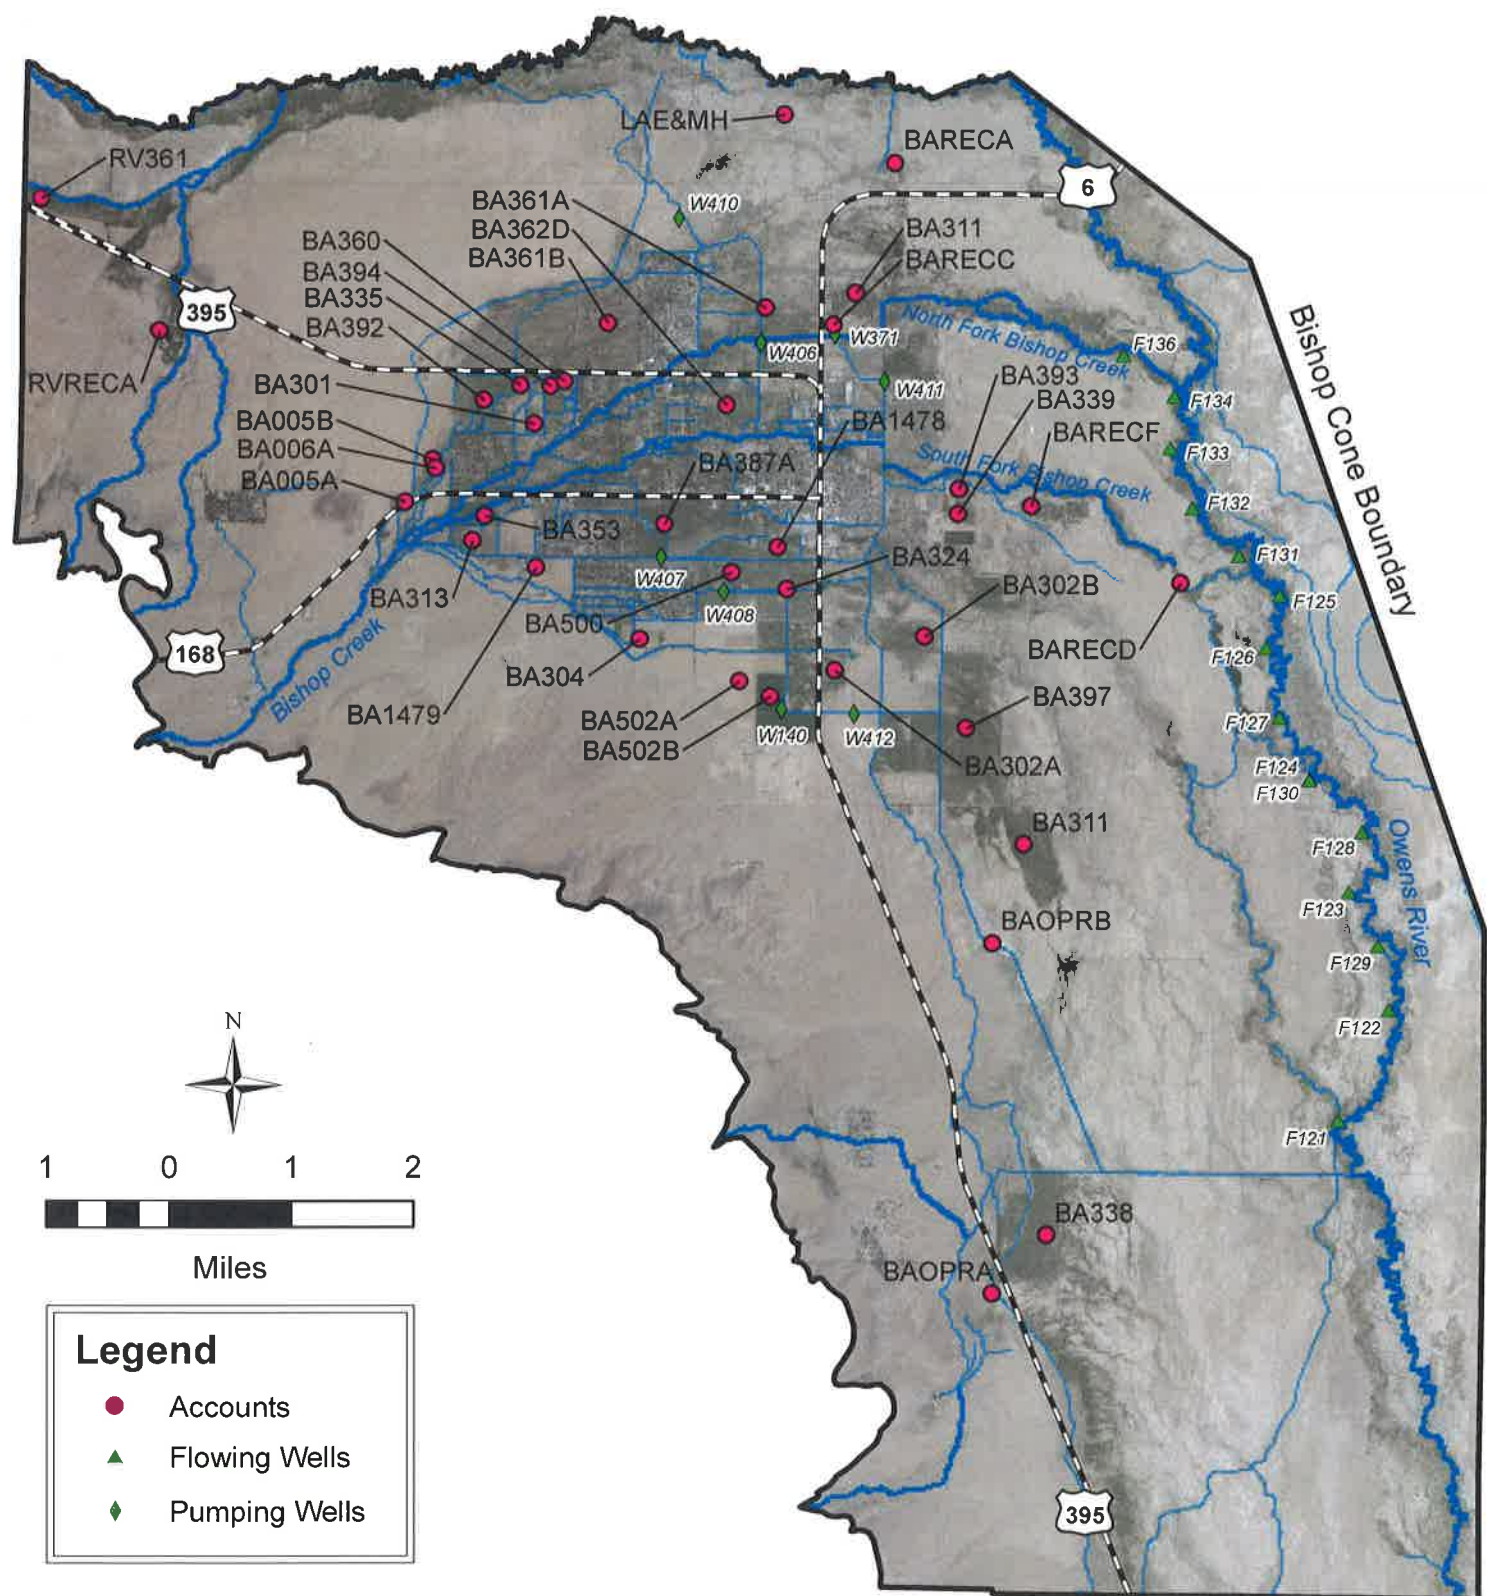 LAE&MH
BARECA
RV361
6
W410
BA361A
BA362D
BA361B
BA311
BARECC
BA360
BA394
BA335
BA392
395
North Fork Bishop Creek
W371
W406
F136
RVRECA
BA301
W411
BA393
BA339
BARECF
F134
Bishop Cone Boundary
BA005B
BA006A
BA005A
BA1478
BA387A
South Fork Bishop Creek
F133
F132
BA353
BA324
F131
W407
BA313
W408
BA500
BA302B
F125
168
Bishop Creek
BA304
BARECD
F126
BA1479
BA502A
BA502B
W140
W412
BA397
F127
BA302A
F124
F130
BA311
F128
Owens River
F123
BAOPRB
F129
F122
N
F121
1 0 1 2
Miles
BA338
BAOPRA
Legend
Accounts
Flowing Wells
Pumping Wells
395